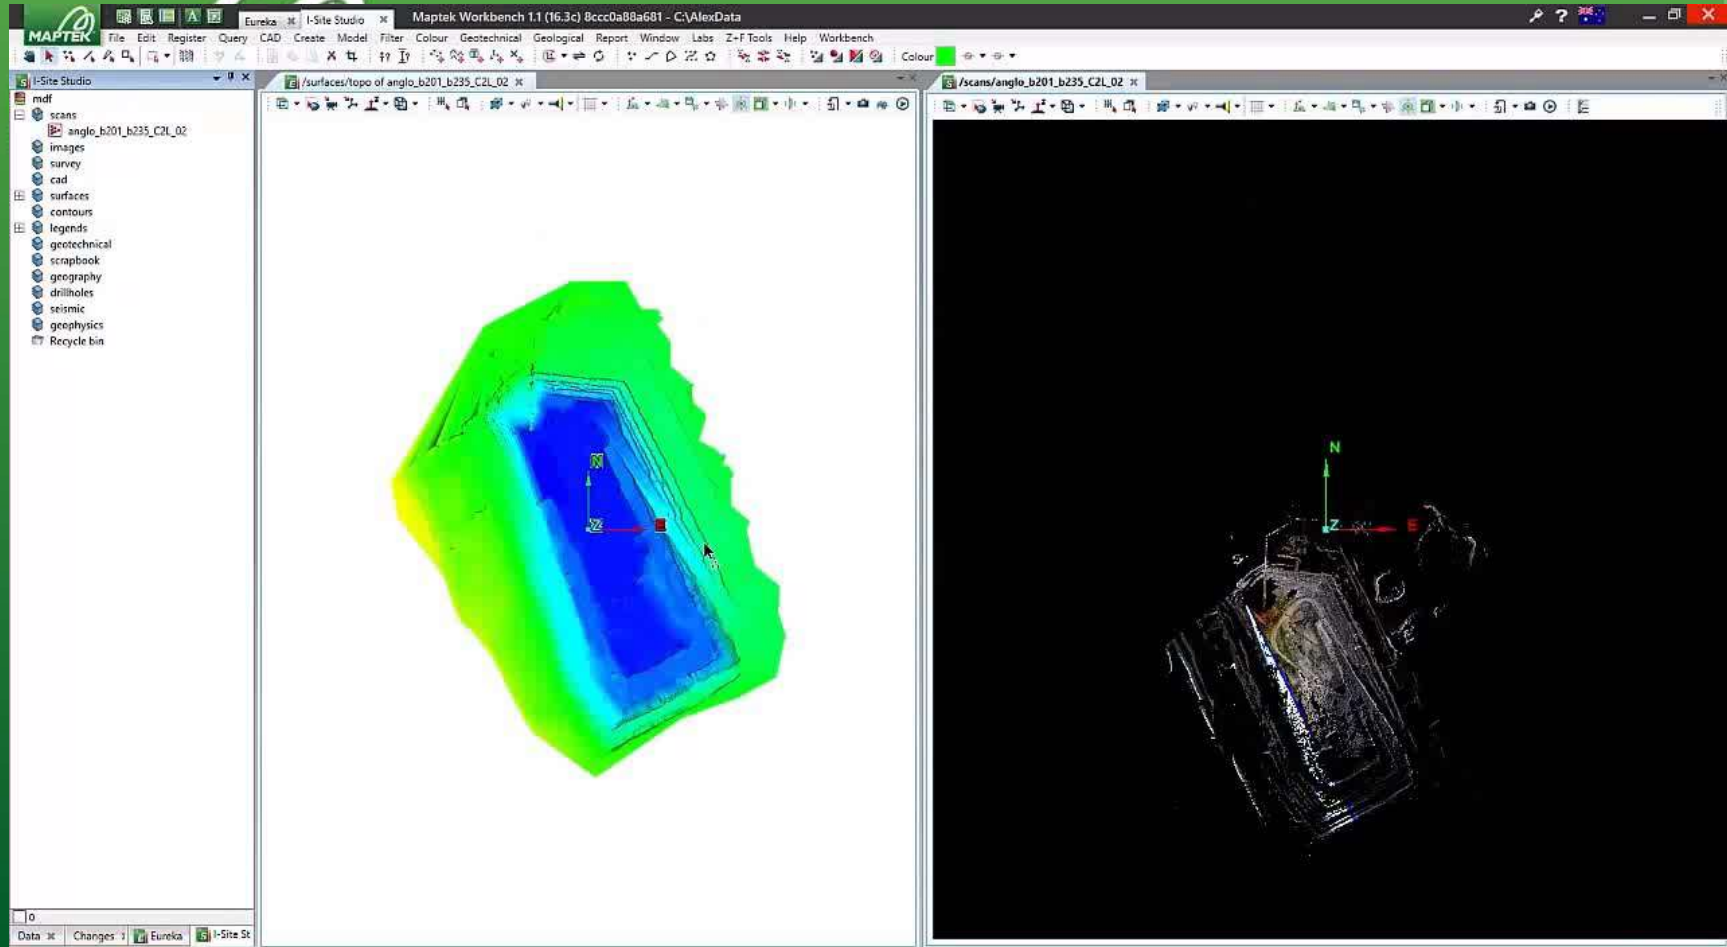 Eureka
I-Site Studio
Maptek Workbench 1.1 (16.3c) 8ccc0a88a681 - C:\AlexData
MAPTEK
File Edit Register Query CAD Create Model Filter Colour Geotechnical Geological Report Window Labs Z+F Tools Help Workbench
Colour
I-Site Studio
/surfaces/topo of anglo_b201_b235_C2L_02
/scans/anglo_b201_b235_C2L_02
mdf
scans
anglo_b201_b235_C2L_02
images
survey
cad
surfaces
contours
legends
geotechnical
scrapbook
geography
drillholes
seismic
geophysics
Recycle bin
N
Z
E
N
Z
E
0
Data
Changes
Eureka
I-Site St